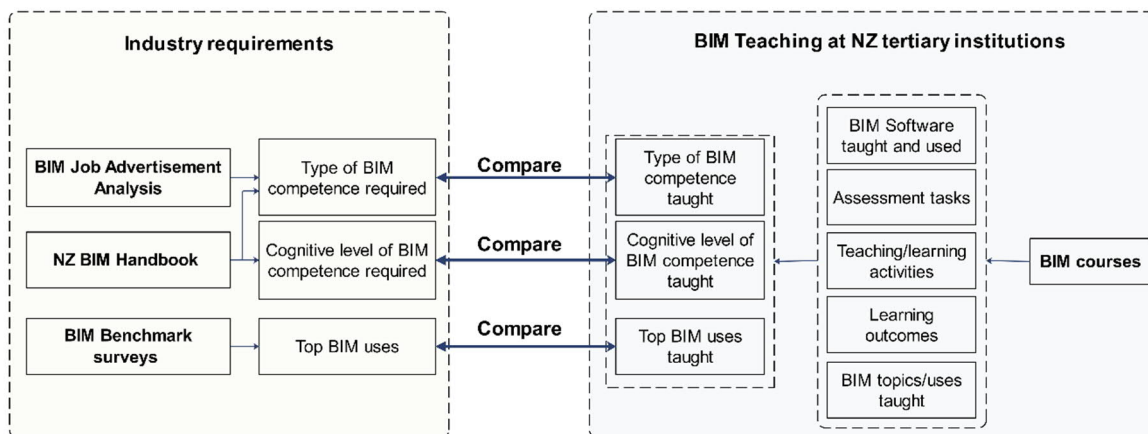 Industry requirements
BIM Job Advertisement
Analysis
NZ BIM Handbook
BIM Benchmark
surveys
Type of BIM
competence required
Cognitive level of BIM
competence required
Top BIM uses
Compare
Compare
Compare
BIM Teaching at NZ tertiary institutions
Type of BIM
competence
taught
Cognitive level of
BIM competence
taught
Top BIM uses
taught
BIM Software
taught and used
Assessment tasks
Teaching/learning
activities
Learning
outcomes
BIM topics/uses
taught
BIM courses